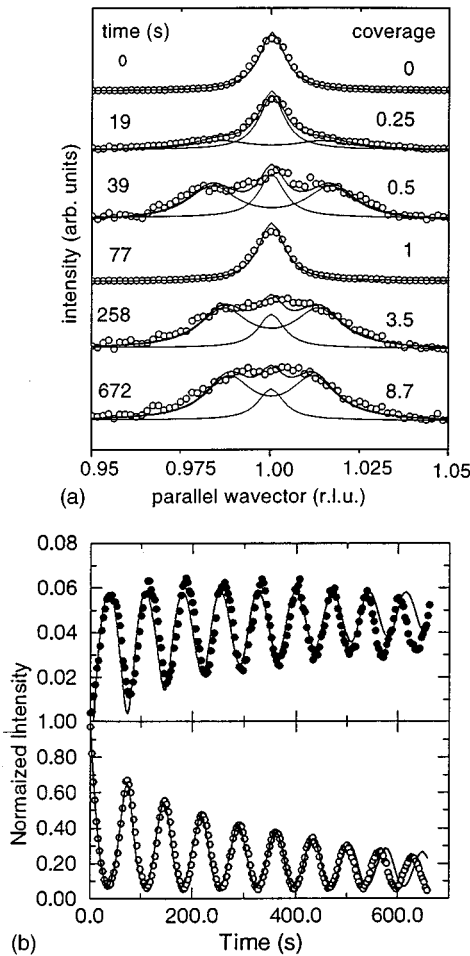 time (s) coverage
0 0
19 0.25
39 0.5
77 1
258 3.5
672 8.7
intensity (arb. units)
0.95 0.975 1.00 1.025 1.05
(a) parallel wavector (r.l.u.)
0.08
0.06
0.04
0.02
1.00
0.80
0.60
0.40
0.20
0.00
Normaized Intensity
0.0 200.0 400.0 600.0
(b) Time (s)